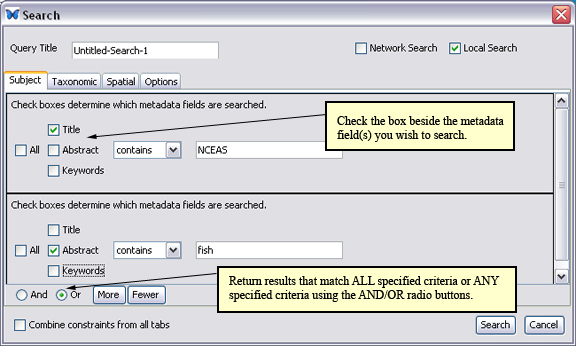 Search
Query Title Untitled-Search-1 Network Search Local Search
Subject Taxonomic Spatial Options
Check boxes determine which metadata fields are searched.
Title
All Abstract contains NCEAS
Keywords
Check the box beside the metadata
field(s) you wish to search.
Check boxes determine which metadata fields are searched.
Title
All Abstract contains fish
Keywords
Return results that match ALL specified criteria or ANY
specified criteria using the AND/OR radio buttons.
And Or More Fewer
Combine constraints from all tabs Search Cancel